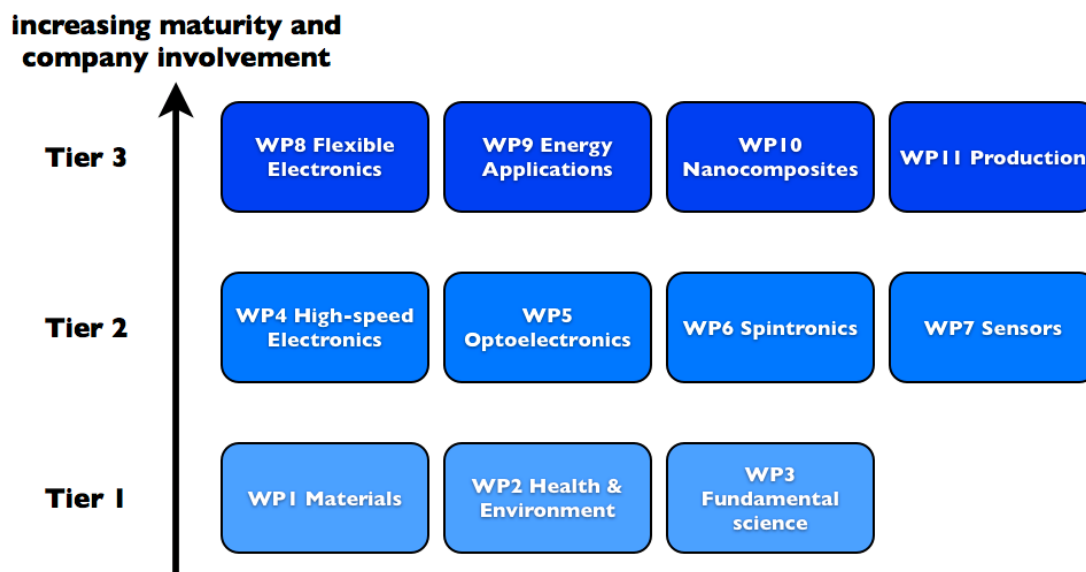 increasing maturity and
company involvement
Tier 3
WP8 Flexible
Electronics
WP9 Energy
Applications
WP10
Nanocomposites
WP11 Production
Tier 2
WP4 High-speed
Electronics
WP5
Optoelectronics
WP6 Spintronics
WP7 Sensors
Tier 1
WP1 Materials
WP2 Health &
Environment
WP3
Fundamental
science